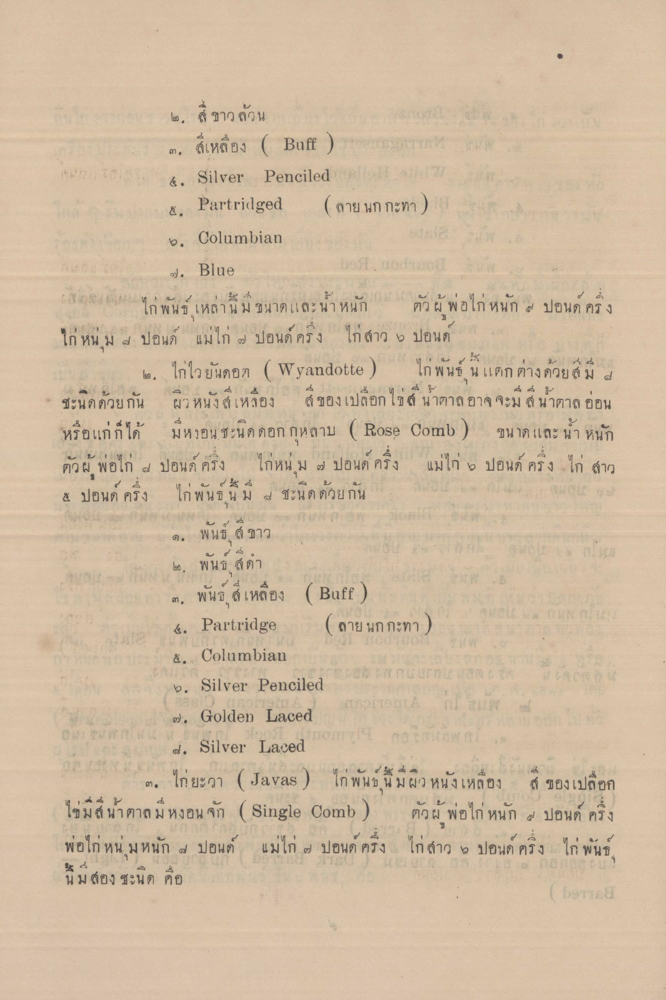 ๒. สีขาวล้วน
๓. สีเหลือง ( Buff )
๔. Silver Penciled
๕. Partridged ( ลายนกกะทา )
๖. Columbian
๗. Blue
ไก่พันธุ์เหล่านี้มีขนาดและน้ำหนัก ตัวผู้พ่อไก่หนัก ๙ ปอนด์ครึ่ง
ไก่หนุ่ม ๘ ปอนด์ แม่ไก่ ๗ ปอนด์ครึ่ง ไก่สาว ๖ ปอนด์
๒. ไก่ไวยันดอต ( Wyandotte ) ไก่พันธุ์นี้แตกต่างด้วยสีมี ๘
ชะนิดด้วยกัน ผิวหนังสีเหลือง สีของเปลือกไข่สีน้ำตาลอาจจะมีสีน้ำตาลอ่อน
หรือแก่ก็ได้ มีหงอนชะนิดดอกกุหลาบ ( Rose Comb ) ขนาดและน้ำหนัก
ตัวผู้พ่อไก่ ๘ ปอนด์ครึ่ง ไก่หนุ่ม ๗ ปอนด์ครึ่ง แม่ไก่ ๖ ปอนด์ครึ่ง ไก่สาว
๕ ปอนด์ครึ่ง ไก่พันธุ์นี้มี ๘ ชะนิดด้วยกัน
๑. พันธุ์สีขาว
๒. พันธุ์สีดำ
๓. พันธุ์สีเหลือง ( Buff )
๔. Partridge ( ลายนกกะทา )
๕. Columbian
๖. Silver Penciled
๗. Golden Laced
๘. Silver Laced
๓. ไก่ยะวา ( Javas ) ไก่พันธุ์นี้มีผิวหนังเหลือง สีของเปลือก
ไข่มีสีน้ำตาลมีหงอนจัก ( Single Comb ) ตัวผู้พ่อไก่หนัก ๙ ปอนด์ครึ่ง
พ่อไก่หนุ่มหนัก ๘ ปอนด์ แม่ไก่ ๗ ปอนด์ครึ่ง ไก่สาว ๖ ปอนด์ครึ่ง ไก่พันธุ์
นี้มีสองชะนิด คือ